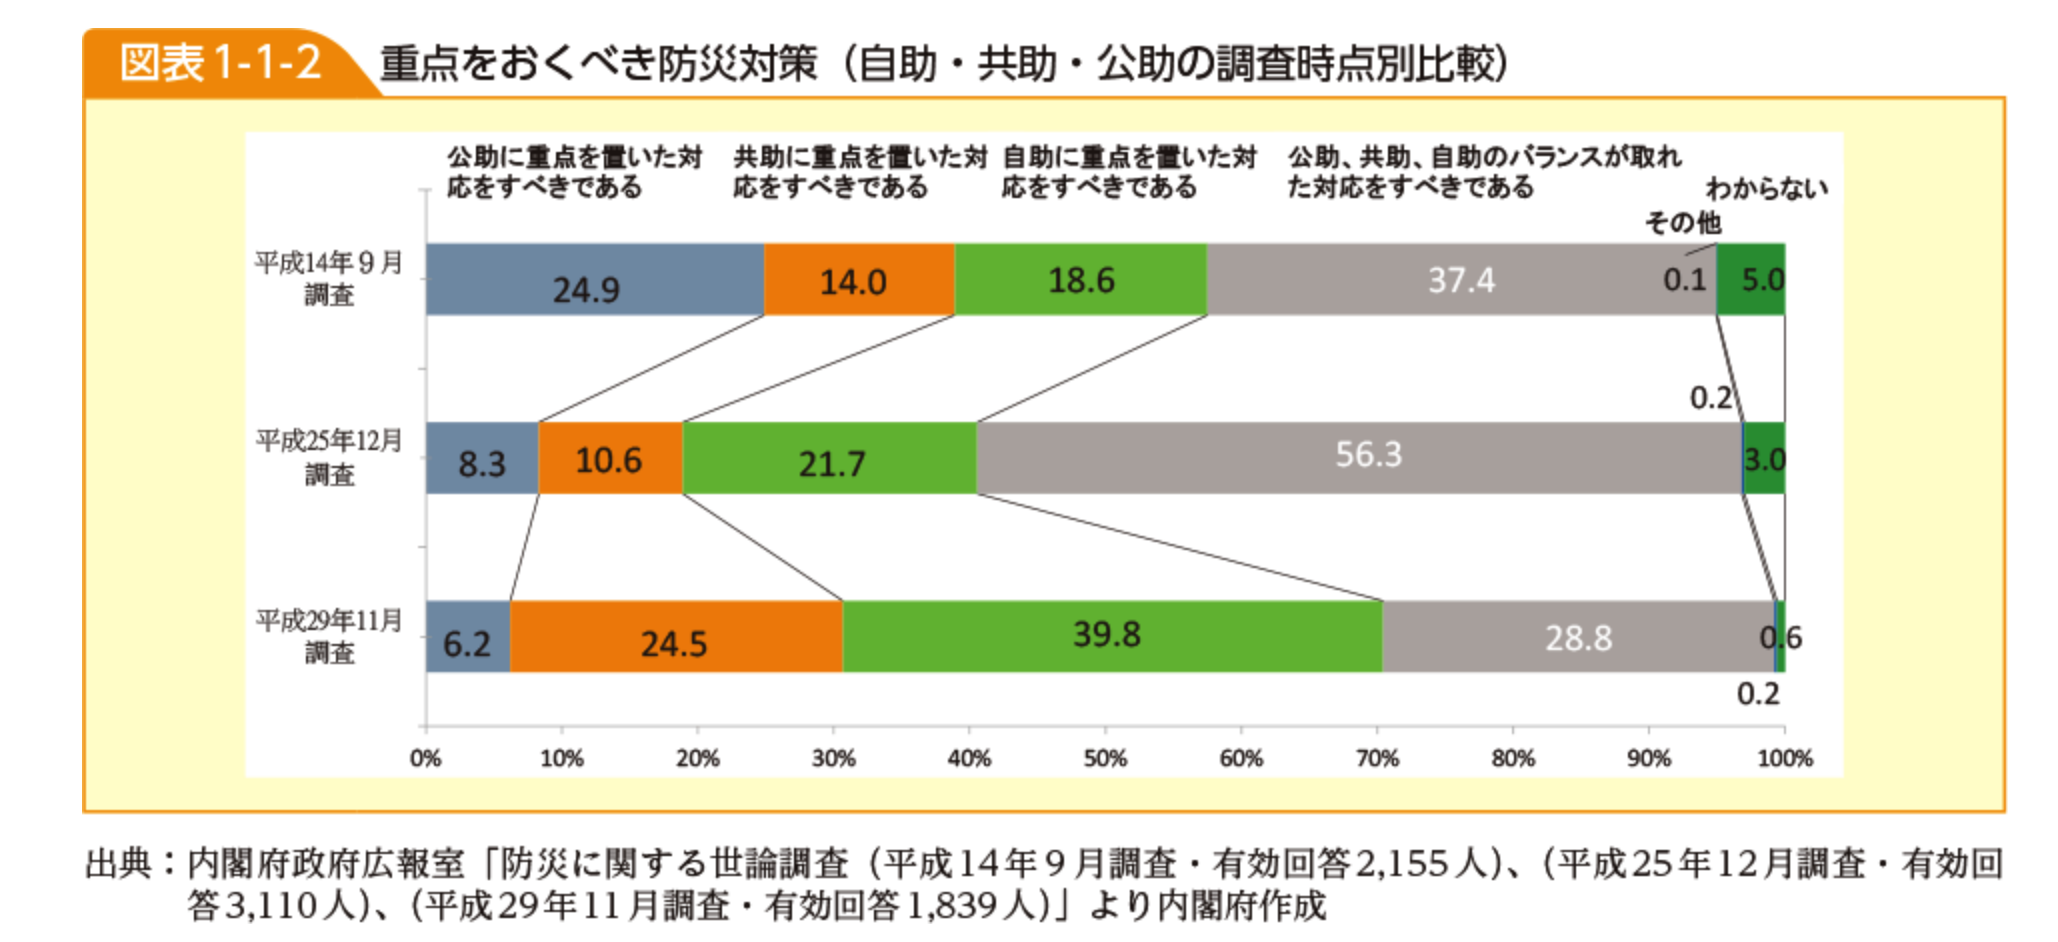 図表1-1-2 重点をおくべき防災対策（自助・共助・公助の調査時点別比較）
公助に重点を置いた対
応をすべきである
共助に重点を置いた対
応をすべきである
自助に重点を置いた対
応をすべきである
公助、共助、自助のバランスが取れ
た対応をすべきである
わからない
その他
平成14年9月
調査
24.9 14.0 18.6 37.4 0.1 5.0
0.2
平成25年12月
調査
8.3 10.6 21.7 56.3 3.0
平成29年11月
調査
6.2 24.5 39.8 28.8 0.6
0.2
0% 10% 20% 30% 40% 50% 60% 70% 80% 90% 100%
出典：内閣府政府広報室「防災に関する世論調査（平成14年9月調査・有効回答2,155人）、（平成25年12月調査・有効回
答3,110人）、（平成29年11月調査・有効回答1,839人）」より内閣府作成